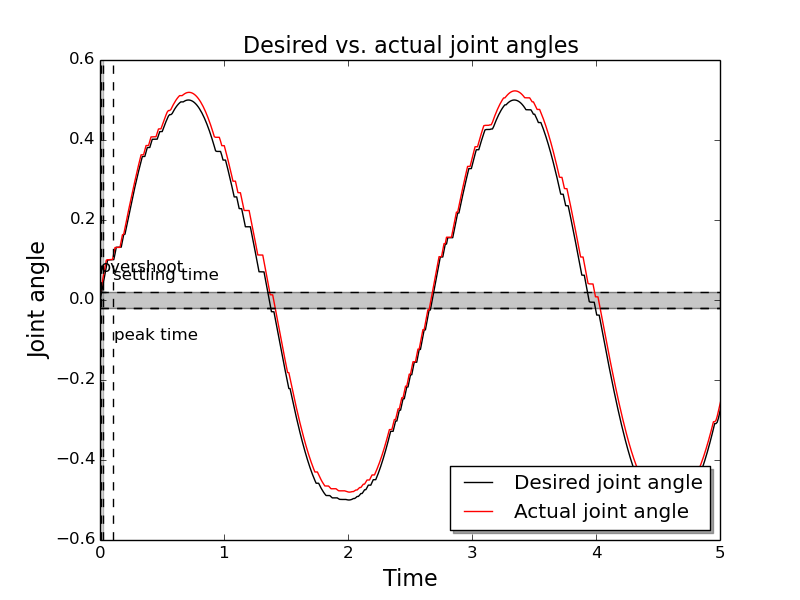 Desired vs. actual joint angles
0.6
0.4
0.2
0.0
−0.2
−0.4
−0.6
Joint angle
overshoot
settling time
peak time
Desired joint angle
Actual joint angle
0 1 2 3 4 5
Time